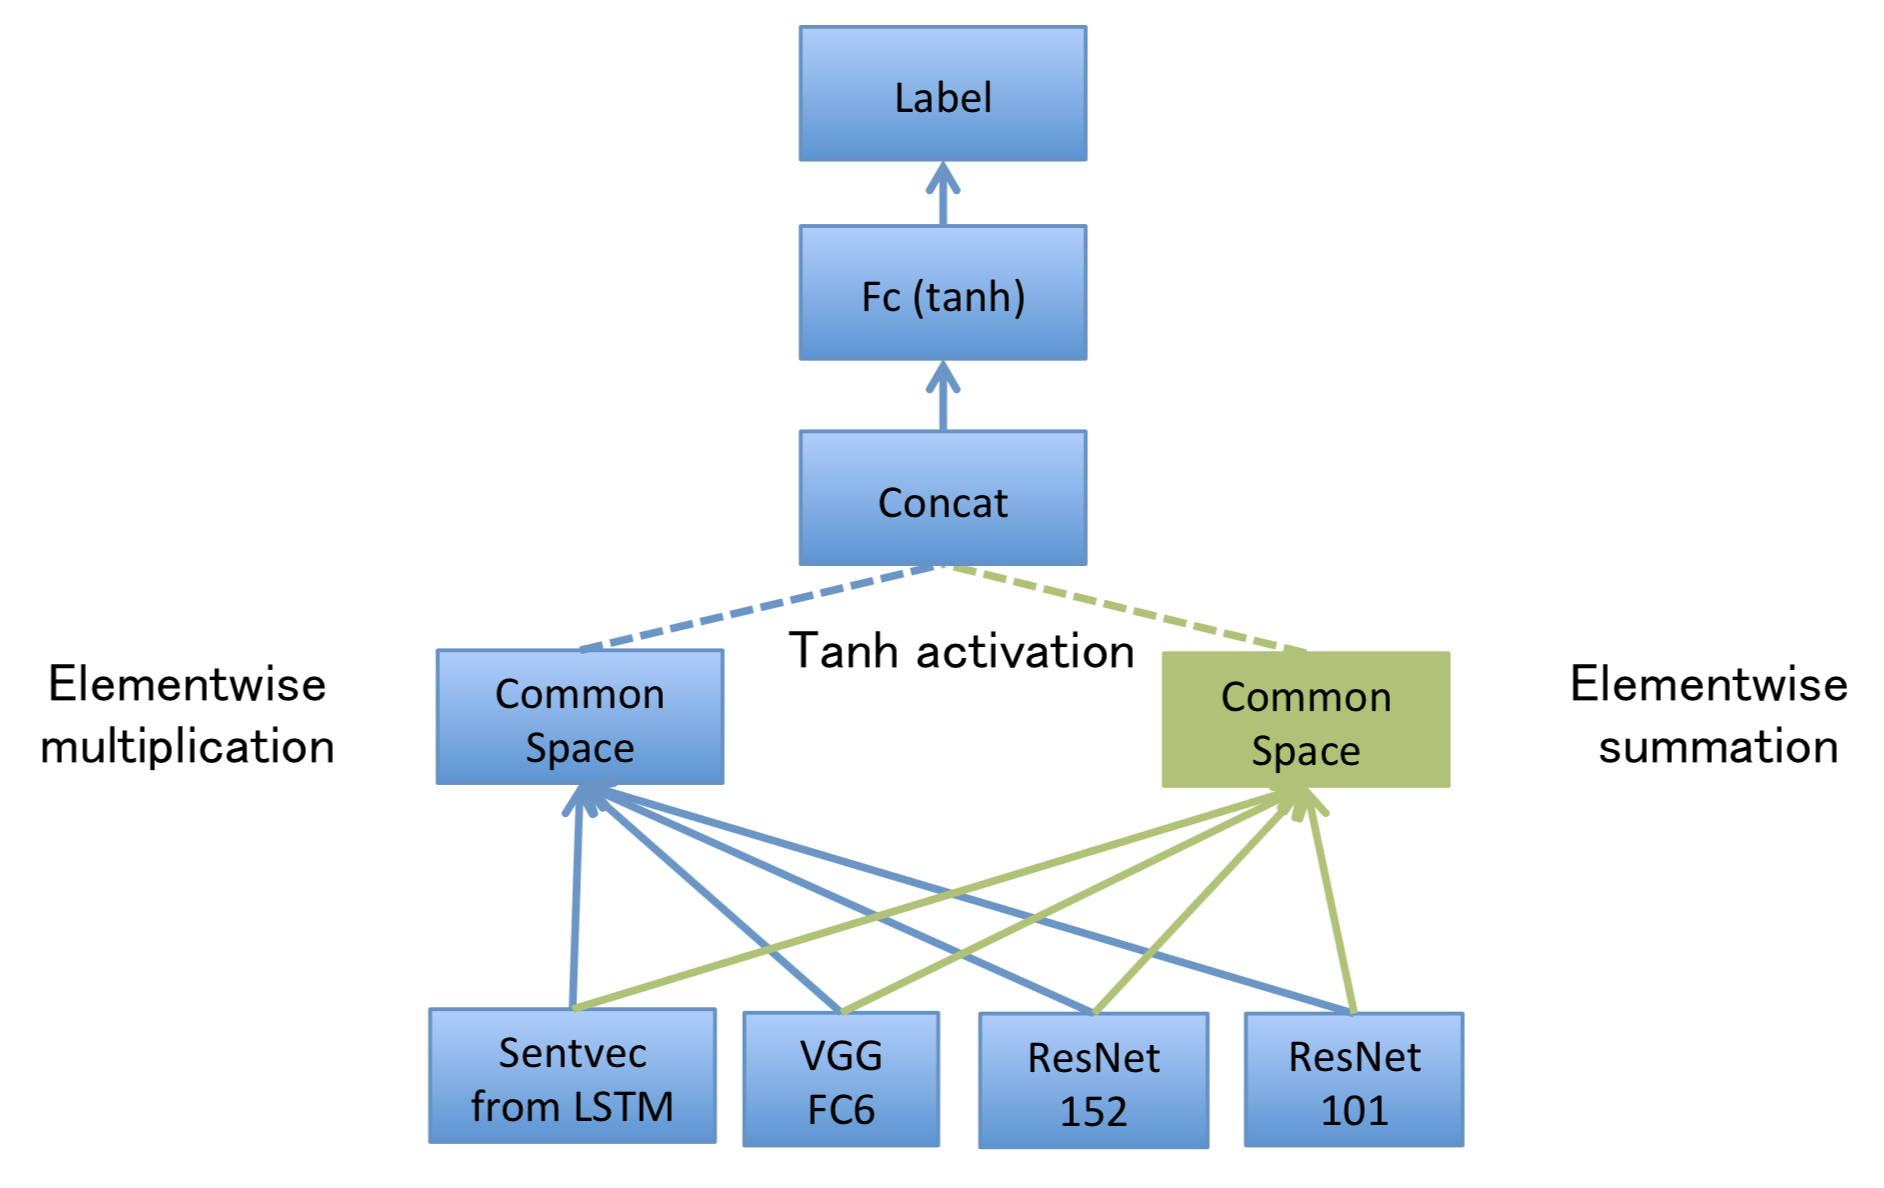 Label
Fc (tanh)
Concat
Tanh activation
Elementwise
multiplication
Common
Space
Common
Space
Elementwise
summation
Sentvec
from LSTM
VGG
FC6
ResNet
152
ResNet
101